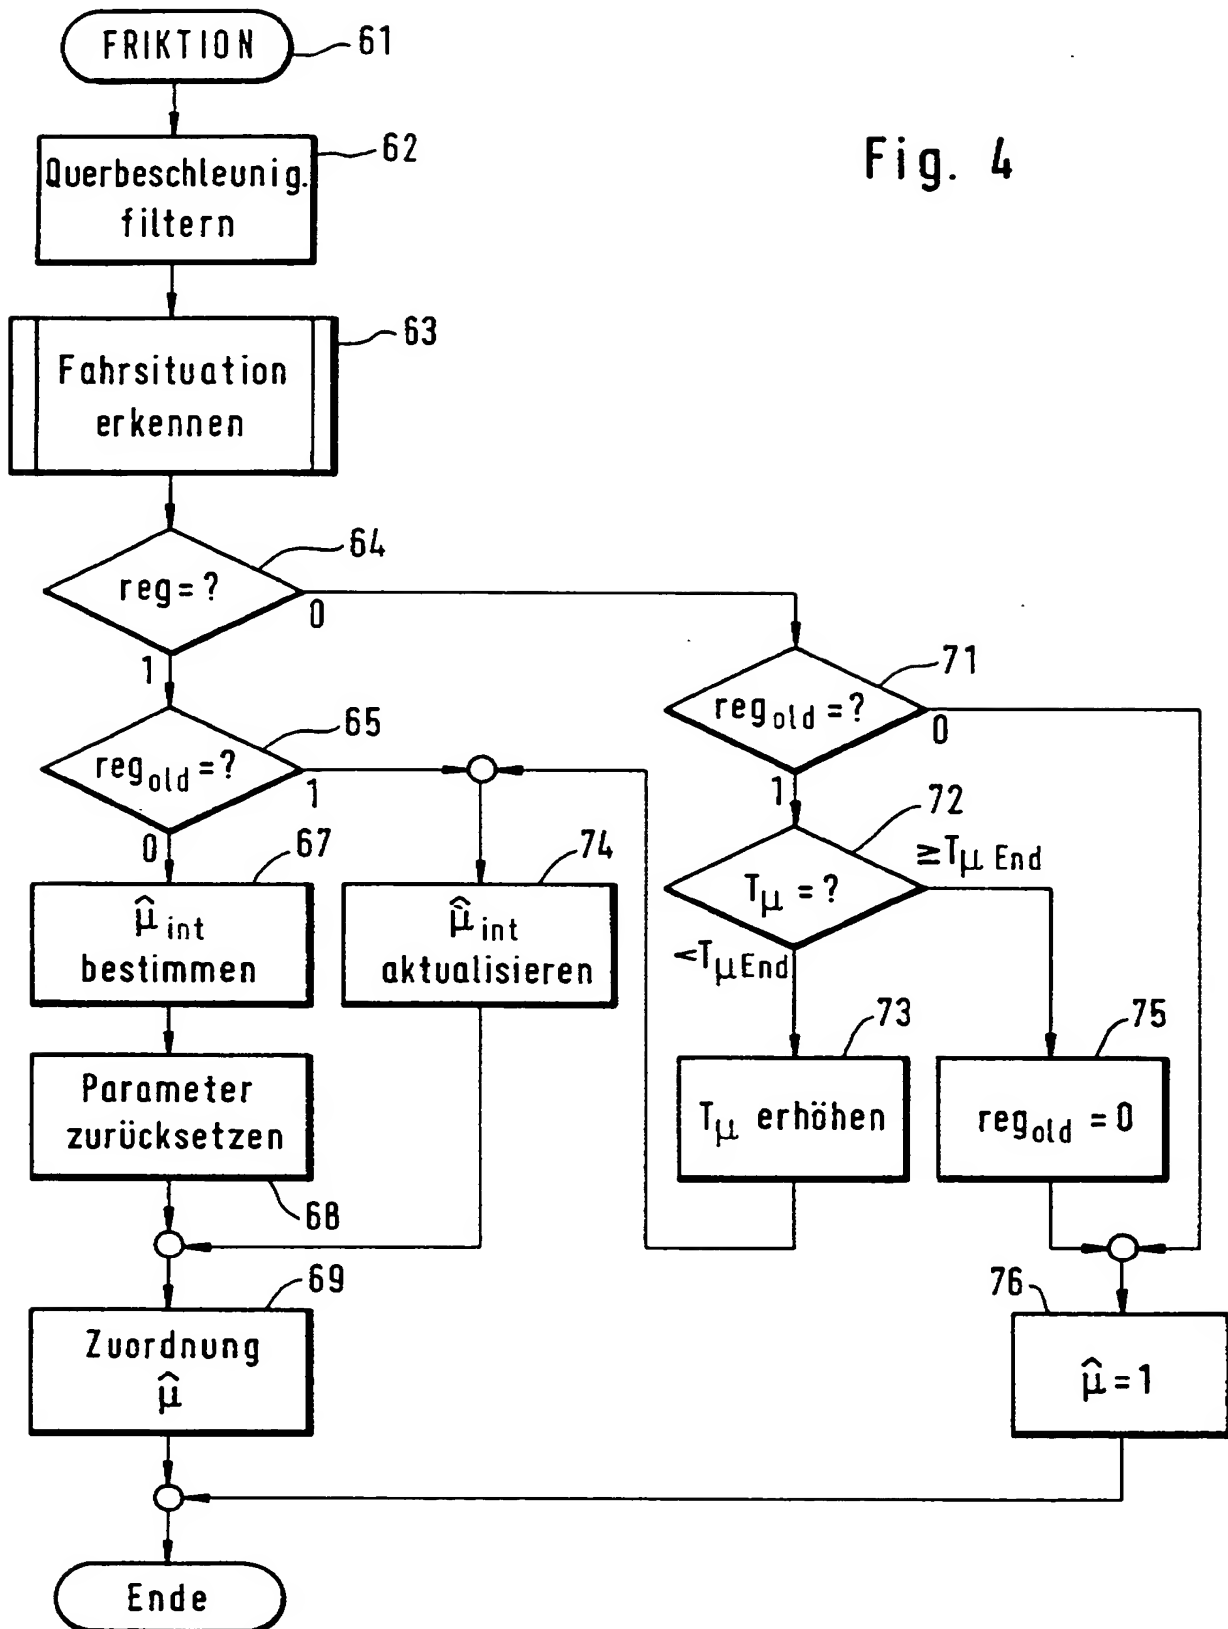 FRIKTION
61
Fig. 4
Querbeschleunig.
filtern
62
Fahrsituation
erkennen
63
reg=?
64
0
1
reg_old = ?
65
1
0
reg_old = ?
71
0
1
T_μ = ?
72
≥T_μ End
<T_μ End
μ̂_int
bestimmen
67
μ̂_int
aktualisieren
74
Parameter
zurücksetzen
68
T_μ erhöhen
73
reg_old = 0
75
Zuordnung
μ̂
69
μ̂ = 1
76
Ende